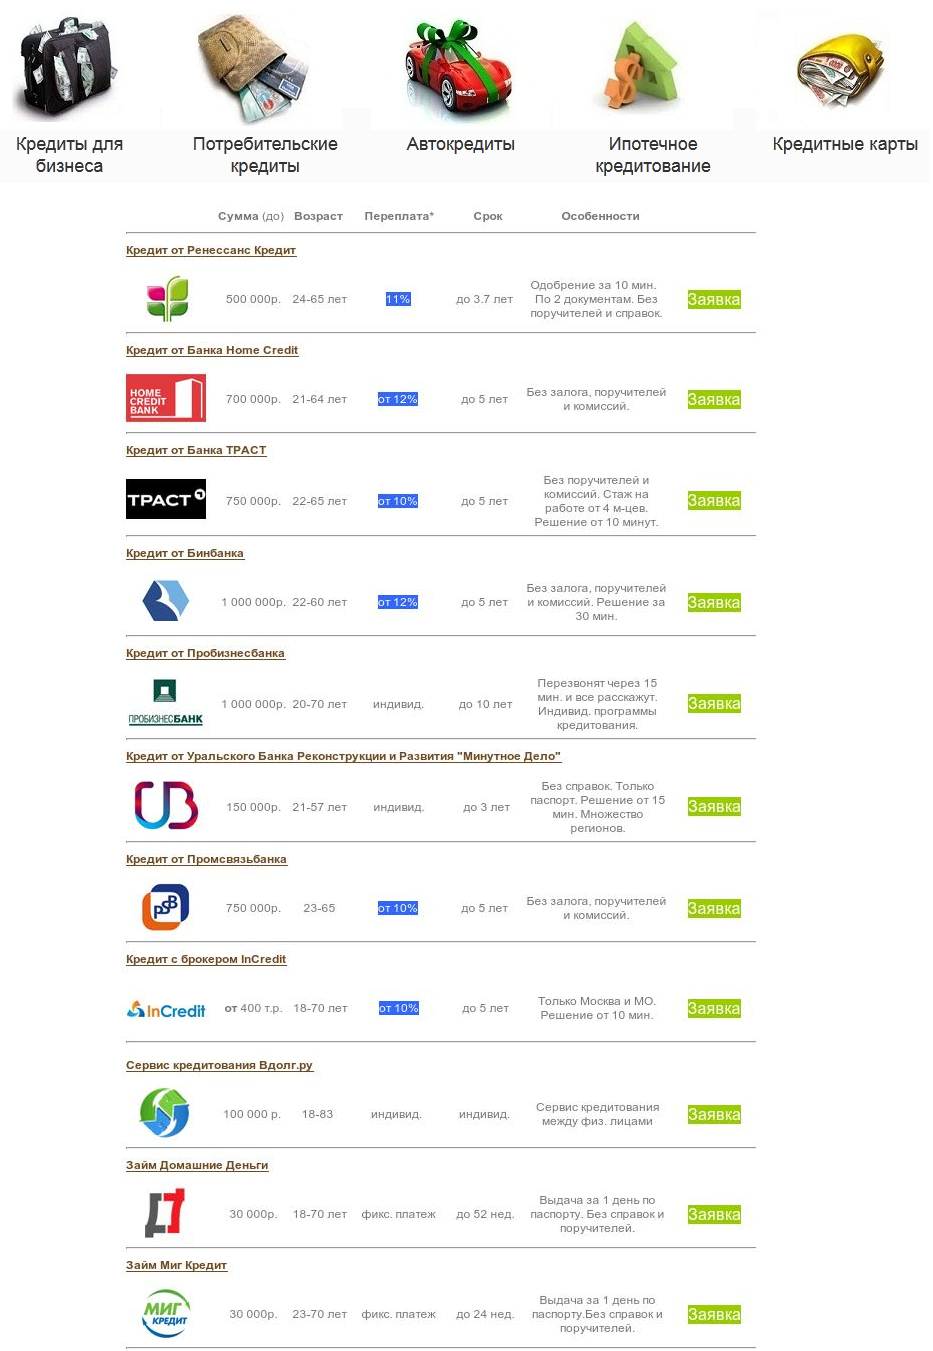 Кредиты для
бизнеса
Потребительские
кредиты
Автокредиты
Ипотечное
кредитование
Кредитные карты
Сумма (до) Возраст Переплата* Срок Особенности
Кредит от Ренессанс Кредит
500 000р. 24-65 лет 11% до 3.7 лет Одобрение за 10 мин.
По 2 документам. Без
поручителей и справок.
Заявка
Кредит от Банка Home Credit
HOME
CREDIT
BANK
700 000р. 21-64 лет от 12% до 5 лет Без залога, поручителей
и комиссий.
Заявка
Кредит от Банка ТРАСТ
ТРАСТ
750 000р. 22-65 лет от 10% до 5 лет Без поручителей и
комиссий. Стаж на
работе от 4 м-цев.
Решение от 10 минут.
Заявка
Кредит от Бинбанка
1 000 000р. 22-60 лет от 12% до 5 лет Без залога, поручителей
и комиссий. Решение за
30 мин.
Заявка
Кредит от Пробизнесбанка
ПРОБИЗНЕСБАНК
1 000 000р. 20-70 лет индивид. до 10 лет Перезвонят через 15
мин. и все расскажут.
Индивид. программы
кредитования.
Заявка
Кредит от Уральского Банка Реконструкции и Развития "Минутное Дело"
150 000р. 21-57 лет индивид. до 3 лет Без справок. Только
паспорт. Решение от 15
мин. Множество
регионов.
Заявка
Кредит от Промсвязьбанка
PSB
750 000р. 23-65 от 10% до 5 лет Без залога, поручителей
и комиссий.
Заявка
Кредит с брокером InCredit
InCredit
от 400 т.р. 18-70 лет от 10% до 5 лет Только Москва и МО.
Решение от 10 мин.
Заявка
Сервис кредитования Вдолг.ру
100 000 р. 18-83 индивид. индивид. Сервис кредитования
между физ. лицами
Заявка
Займ Домашние Деньги
30 000р. 18-70 лет фикс. платеж до 52 нед. Выдача за 1 день по
паспорту. Без справок и
поручителей.
Заявка
Займ Миг Кредит
МИГ
КРЕДИТ
30 000р. 23-70 лет фикс. платеж до 24 нед. Выдача за 1 день по
паспорту.Без справок и
поручителей.
Заявка